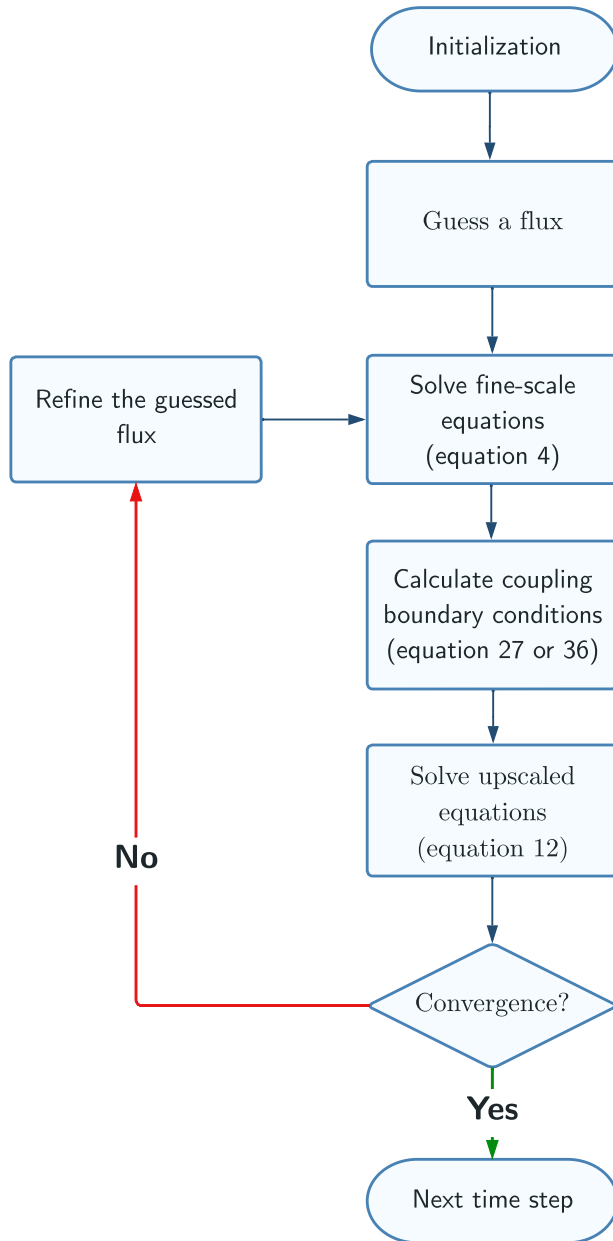 Initialization
Guess a flux
Refine the guessed
flux
Solve fine-scale
equations
(equation 4)
Calculate coupling
boundary conditions
(equation 27 or 36)
Solve upscaled
equations
(equation 12)
No
Convergence?
Yes
Next time step